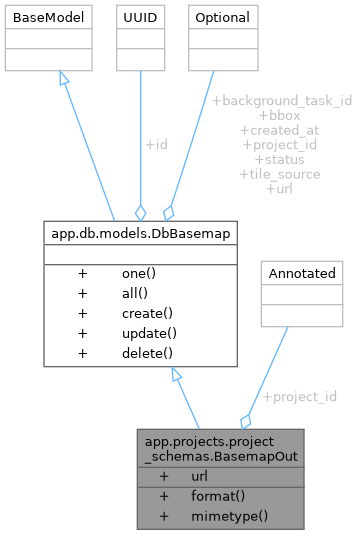 BaseModel
UUID
Optional
+background_task_id
+bbox
+created_at
+project_id
+status
+tile_source
+url
+id
app.db.models.DbBasemap
+ one()
+ all()
+ create()
+ update()
+ delete()
Annotated
+project_id
app.projects.project
_schemas.BasemapOut
+ url
+ format()
+ mimetype()